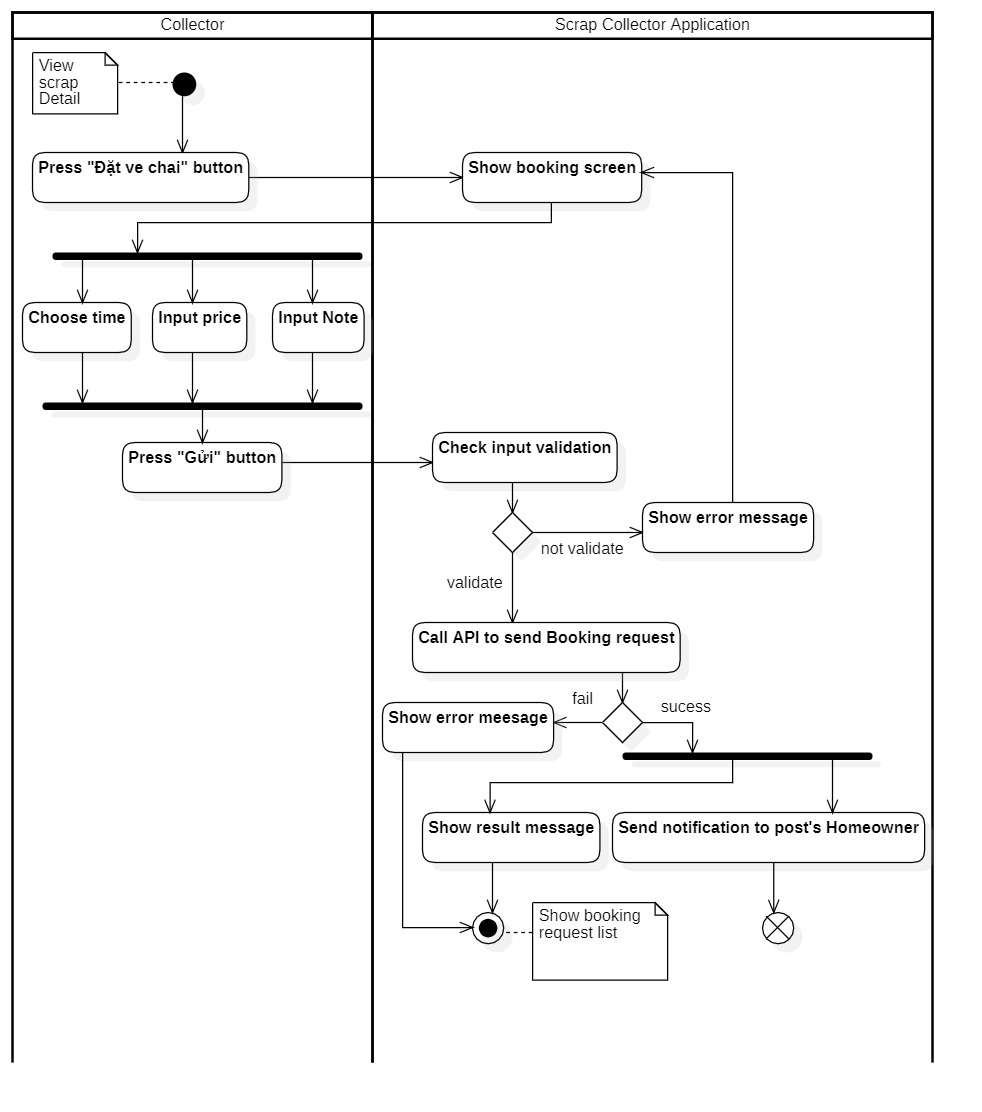 Collector
Scrap Collector Application
View
scrap
Detail
Press "Đặt ve chai" button
Show booking screen
Choose time
Input price
Input Note
Press "Gửi" button
Check input validation
Show error message
not validate
validate
Call API to send Booking request
fail
sucess
Show error meesage
Show result message
Send notification to post's Homeowner
Show booking
request list